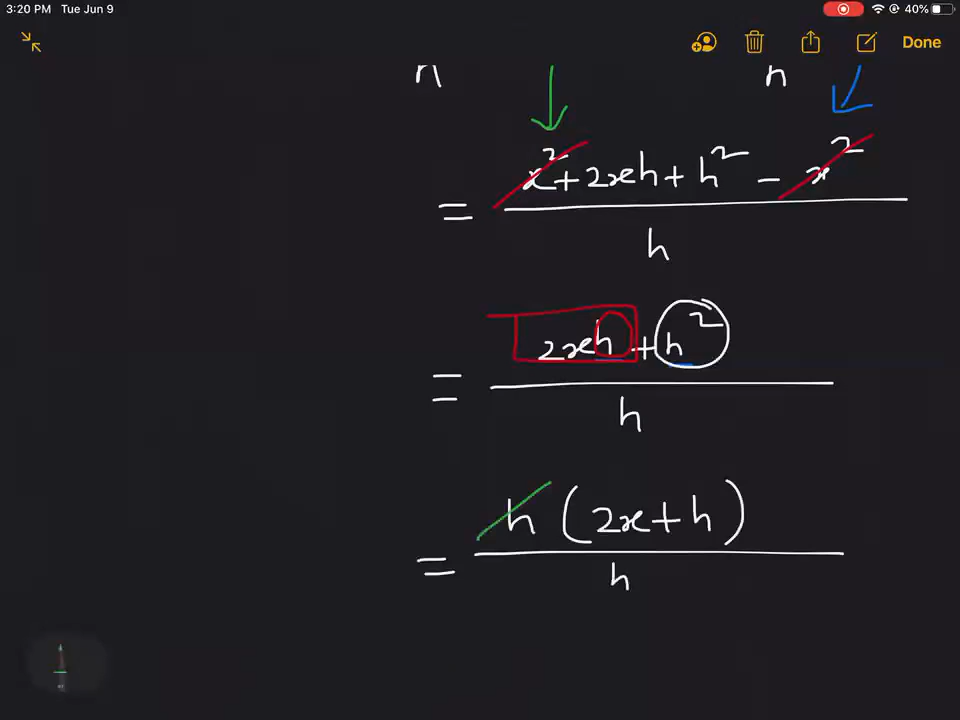 3:20 PM Tue Jun 9 40%
Done
h h
= x²+2xh+h² - x² / h
= 2xh+h² / h
= h (2x+h) / h